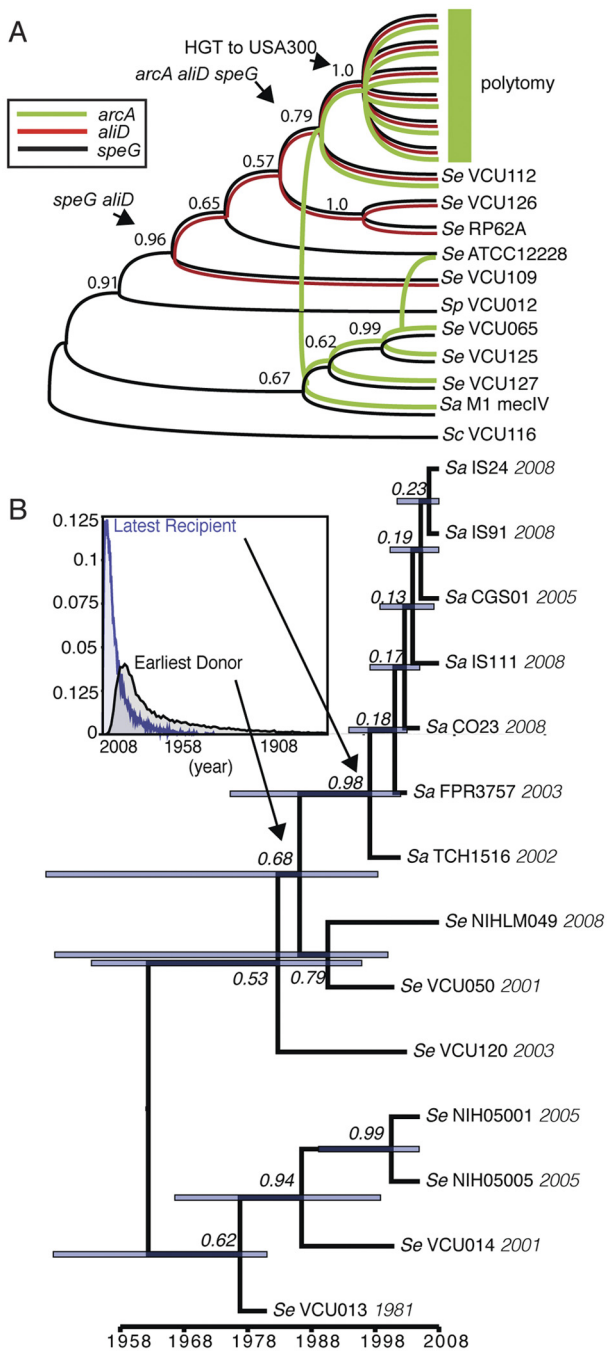 A
HGT to USA300
arcA aliD speG
1.0
polytomy
arcA
aliD
speG
0.79
0.57
Se VCU112
speG aliD
0.65
1.0
Se VCU126
Se RP62A
0.96
Se ATCC12228
0.91
Se VCU109
Sp VCU012
0.62
0.99
Se VCU065
Se VCU125
0.67
Se VCU127
Sa M1 mecIV
Sc VCU116
B
Sa IS24 2008
0.23
Sa IS91 2008
0.19
Sa CGS01 2005
0.13
Sa IS111 2008
0.17
Sa CO23 2008
0.18
Sa FPR3757 2003
0.98
Sa TCH1516 2002
0.125
0.1
0.075
0.05
0.125
0
Latest Recipient
Earliest Donor
2008 1958 1908
(year)
0.68
Se NIHLM049 2008
0.53
0.79
Se VCU050 2001
Se VCU120 2003
Se NIH05001 2005
0.99
Se NIH05005 2005
0.94
Se VCU014 2001
0.62
Se VCU013 1981
1958 1968 1978 1988 1998 2008